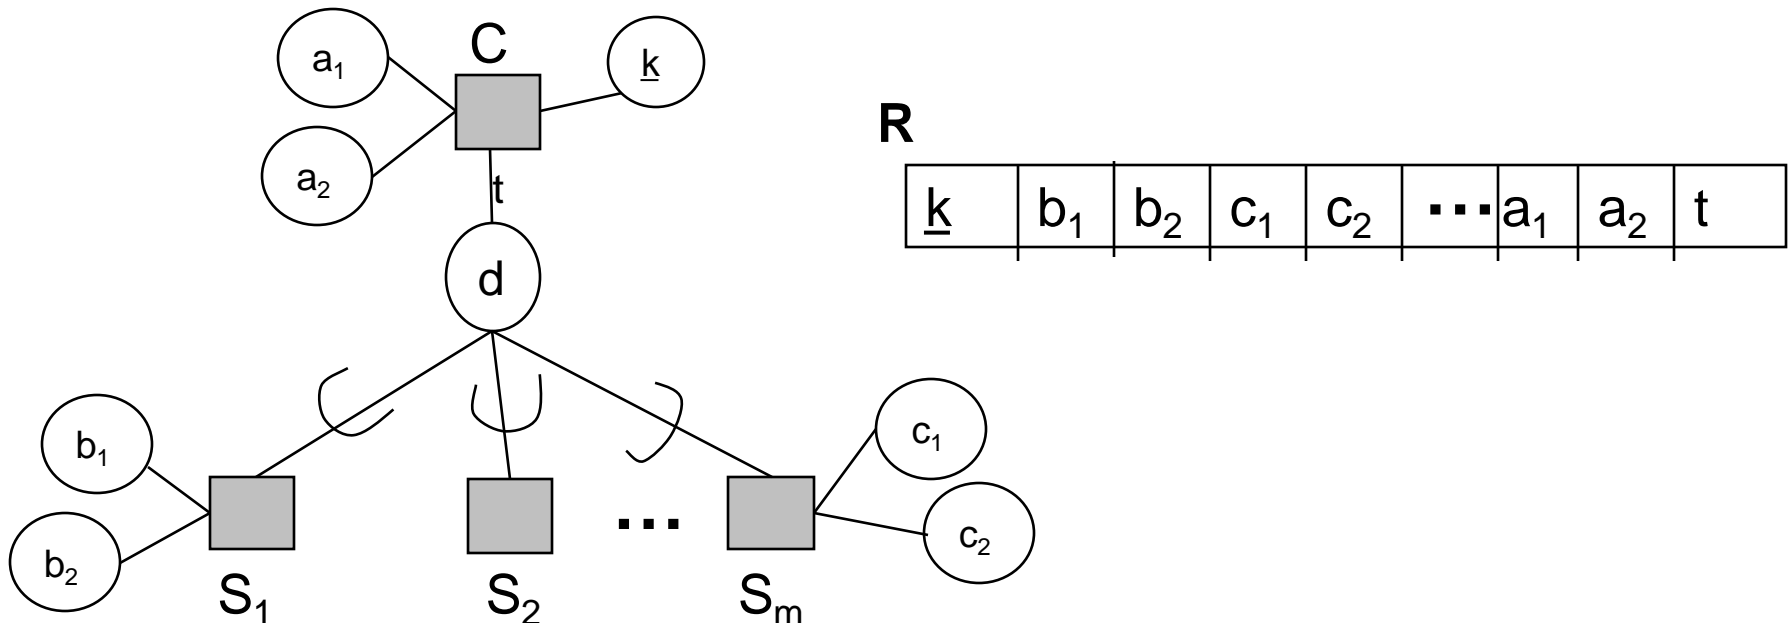 a₁
C
k
a₂
t
R
k b₁ b₂ c₁ c₂ ... a₁ a₂ t
d
b₁
c₁
b₂
...
c₂
S₁ S₂ Sₘ